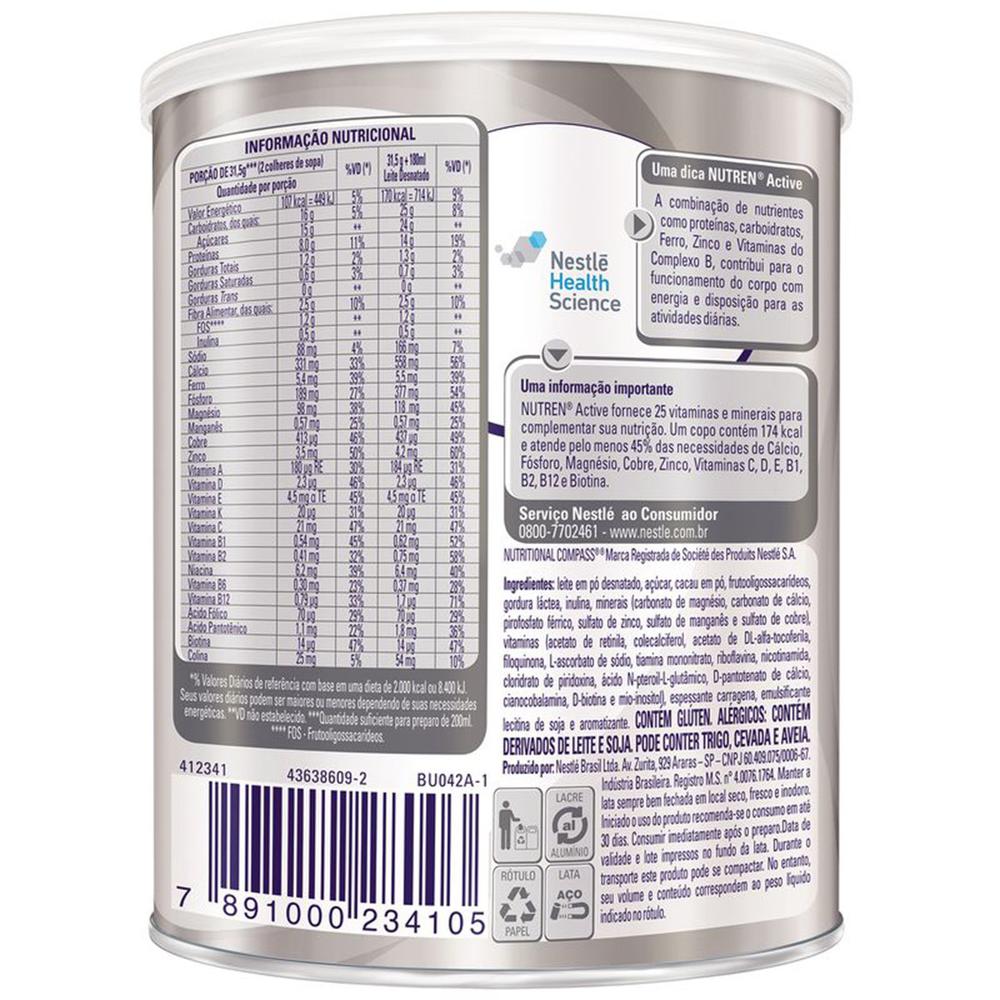 INFORMAÇÃO NUTRICIONAL
PORÇÃO DE 31,5g*** (2 colheres de sopa) %VD (*) 31,5 g + 180ml Leite Desnatado %VD (*)
Quantidade por porção
Valor Energético 107 kcal = 449 kJ 5% 170 kcal = 714 kJ 9%
Carboidratos, dos quais: 16 g 5% 25 g 8%
Açúcares 15 g ** 24 g **
Proteínas 8,0 g 11% 14 g 19%
Gorduras Totais 1,2 g 2% 1,3 g 2%
Gorduras Saturadas 0,6 g 3% 0,7 g 3%
Gorduras Trans 0 g ** 0 g **
Fibra Alimentar, das quais: 2,5 g 10% 2,5 g 10%
FOS**** 1,2 g ** 1,2 g **
Inulina 0,5 g ** 0,5 g **
Sódio 88 mg 4% 166 mg 7%
Cálcio 331 mg 33% 558 mg 56%
Ferro 5,4 mg 39% 5,5 mg 39%
Fósforo 189 mg 27% 377 mg 54%
Magnésio 98 mg 38% 118 mg 45%
Manganês 0,57 mg 25% 0,57 mg 25%
Cobre 413 µg 46% 437 µg 49%
Zinco 3,5 mg 50% 4,2 mg 60%
Vitamina A 180 µg RE 30% 184 µg RE 31%
Vitamina D 2,3 µg 46% 2,3 µg 46%
Vitamina E 4,5 mg α TE 45% 4,5 mg α TE 45%
Vitamina K 20 µg 31% 20 µg 31%
Vitamina C 21 mg 47% 21 mg 47%
Vitamina B1 0,54 mg 45% 0,62 mg 52%
Vitamina B2 0,41 mg 32% 0,75 mg 58%
Niacina 6,2 mg 39% 6,4 mg 40%
Vitamina B6 0,30 mg 23% 0,37 mg 28%
Vitamina B12 0,79 µg 33% 1,7 µg 71%
Ácido Fólico 70 µg 29% 70 µg 29%
Ácido Pantotênico 1,1 mg 22% 1,8 mg 36%
Biotina 14 µg 47% 14 µg 47%
Colina 25 mg 5% 54 mg 10%
*% Valores Diários de referência com base em uma dieta de 2.000 kcal ou 8.400 kJ.
Seus valores diários podem ser maiores ou menores dependendo de suas necessidades
energéticas. **VD não estabelecido. ***Quantidade suficiente para preparo de 200ml.
**** FOS - Frutooligossacarídeos.
412341 43638609-2 BU042A-1
7 891000 234105
Nestlē
Health
Science
Uma dica NUTREN® Active
A combinação de nutrientes
como proteínas, carboidratos,
Ferro, Zinco e Vitaminas do
Complexo B, contribui para o
funcionamento do corpo com
energia e disposição para as
atividades diárias.
Uma informação importante
NUTREN® Active fornece 25 vitaminas e minerais para
complementar sua nutrição. Um copo contém 174 kcal
e atende pelo menos 45% das necessidades de Cálcio,
Fósforo, Magnésio, Cobre, Zinco, Vitaminas C, D, E, B1,
B2, B12 e Biotina.
Serviço Nestlé ao Consumidor
0800-7702461 - www.nestle.com.br
NUTRITIONAL COMPASS®® Marca Registrada de Société des Produits Nestlé S.A.
Ingredientes: leite em pó desnatado, açúcar, cacau em pó, frutooligossacarídeos,
gordura láctea, inulina, minerais (carbonato de magnésio, carbonato de cálcio,
pirofosfato férrico, sulfato de zinco, sulfato de manganês e sulfato de cobre),
vitaminas (acetato de retinila, colecalciferol, acetato de DL-alfa-tocoferila,
filoquinona, L-ascorbato de sódio, tiamina mononitrato, riboflavina, nicotinamida,
cloridrato de piridoxina, ácido N-pteroil-L-glutâmico, D-pantotenato de cálcio,
cianocobalamina, D-biotina e mio-inositol), espessante carragena, emulsificante
lecitina de soja e aromatizante. CONTÉM GLÚTEN. ALÉRGICOS: CONTÉM
DERIVADOS DE LEITE E SOJA. PODE CONTER TRIGO, CEVADA E AVEIA.
Produzido por: Nestlé Brasil Ltda. Av. Zurita, 929 Araras – SP – CNPJ 60.409.075/0006-67.
Indústria Brasileira. Registro M.S. nº 4.0076.1764. Manter a
lata sempre bem fechada em local seco, fresco e inodoro.
Iniciado o uso do produto recomenda-se o consumo em até
30 dias. Consumir imediatamente após o preparo.Data de
validade e lote impressos no fundo da lata. Durante o
transporte este produto pode se compactar. No entanto,
seu volume e conteúdo correspondem ao peso líquido
indicado no rótulo.
LACRE
al
ALUMÍNIO
RÓTULO
PAPEL
LATA
AÇO